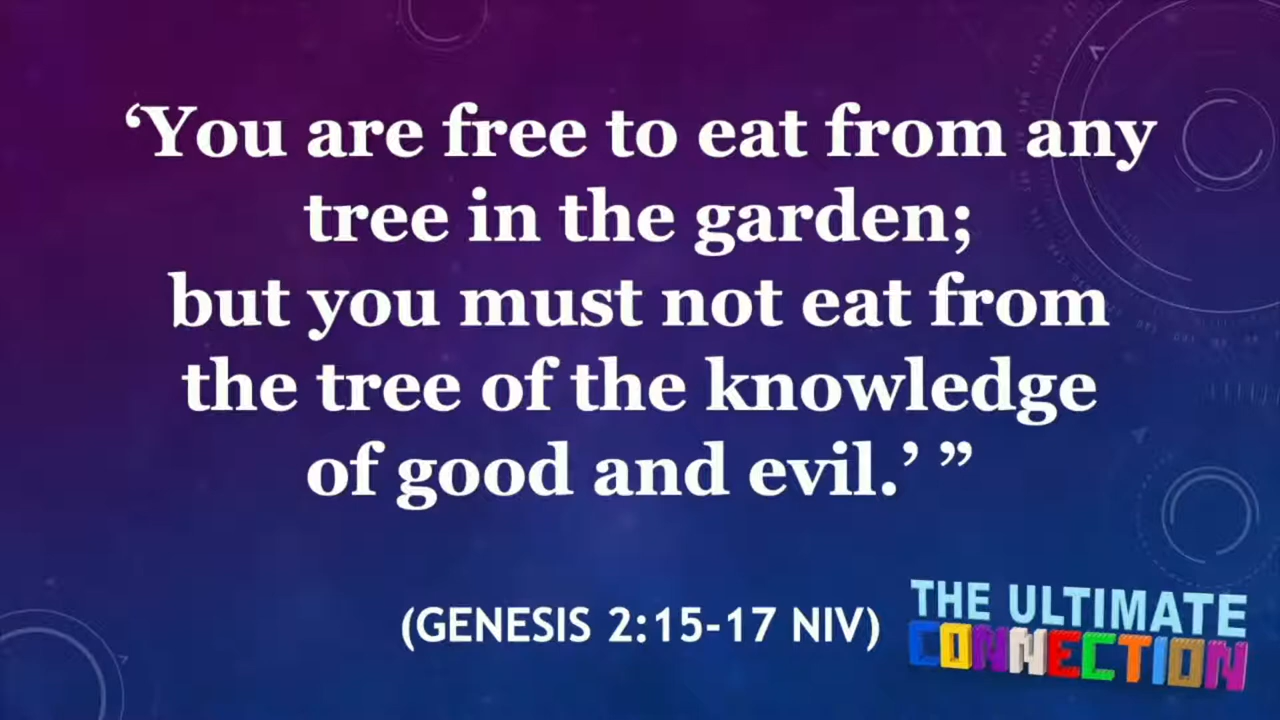 ‘You are free to eat from any
tree in the garden;
but you must not eat from
the tree of the knowledge
of good and evil.’ ”
(GENESIS 2:15-17 NIV)
THE ULTIMATE
CONNECTION